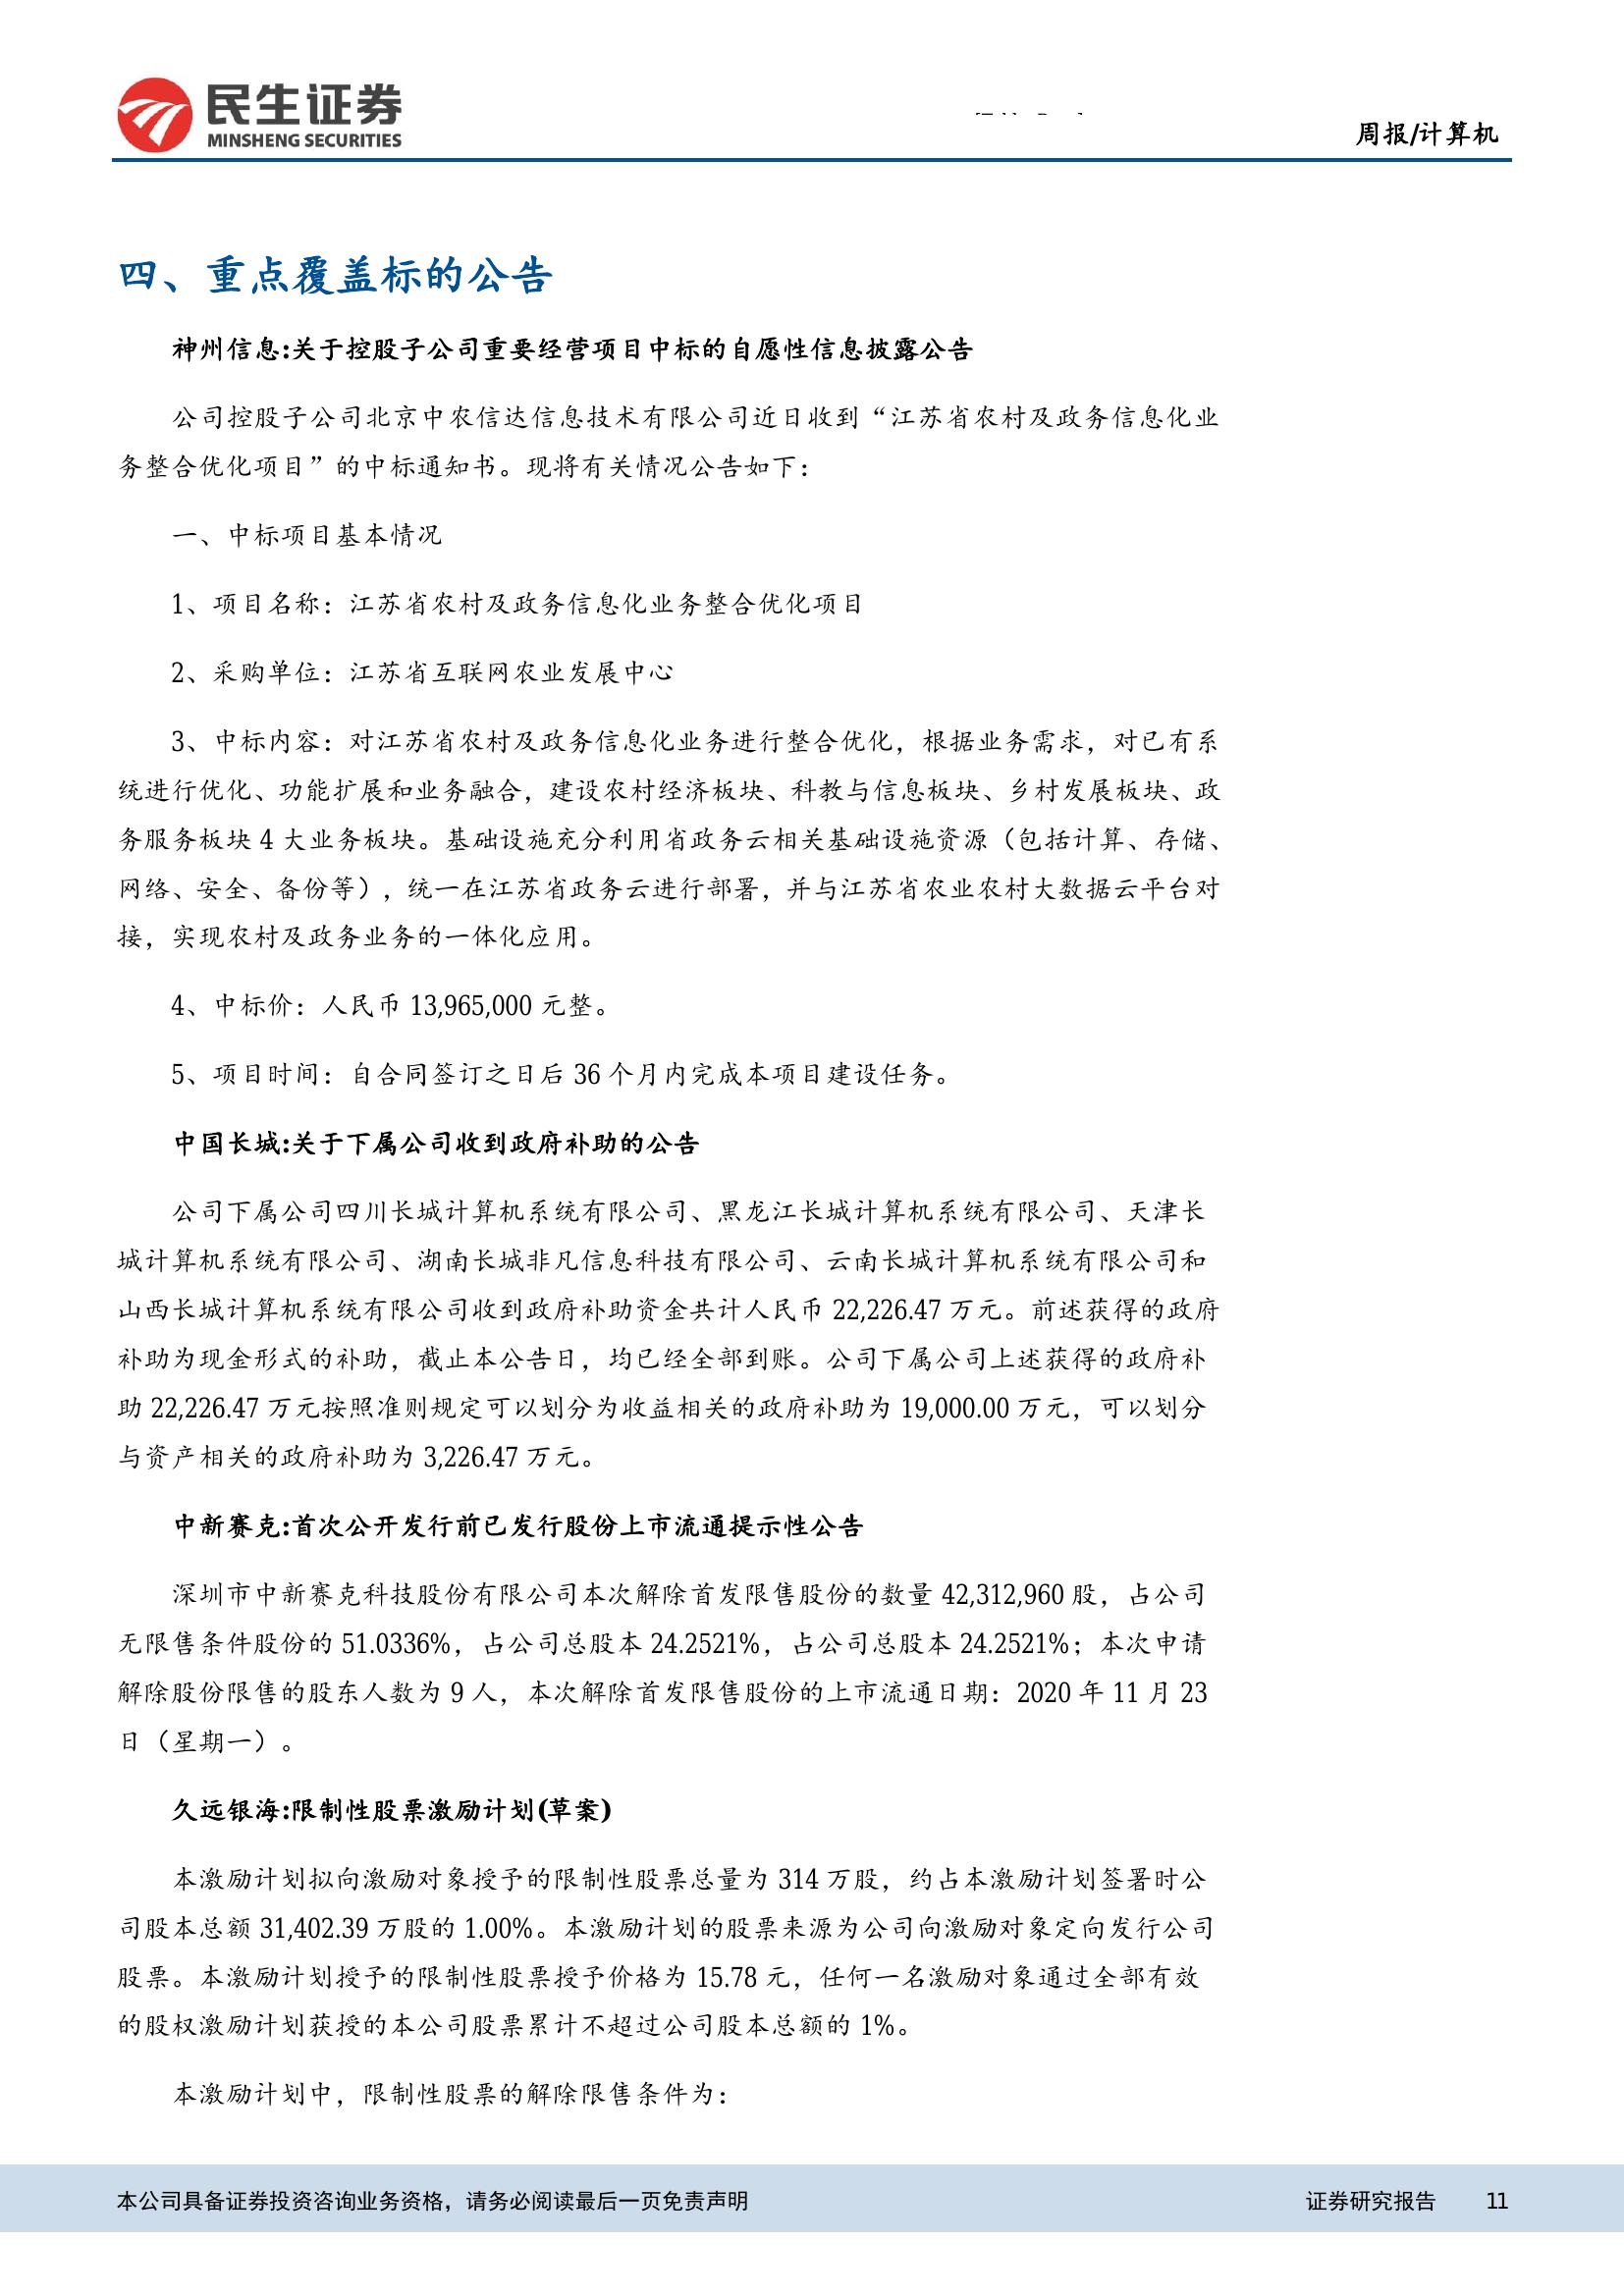 民生证券
MINSHENG SECURITIES
周报/计算机
四、重点覆盖标的公告
神州信息:关于控股子公司重要经营项目中标的自愿性信息披露公告
公司控股子公司北京中农信达信息技术有限公司近日收到“江苏省农村及政务信息化业
务整合优化项目”的中标通知书。现将有关情况公告如下：
一、中标项目基本情况
1、项目名称：江苏省农村及政务信息化业务整合优化项目
2、采购单位：江苏省互联网农业发展中心
3、中标内容：对江苏省农村及政务信息化业务进行整合优化，根据业务需求，对已有系
统进行优化、功能扩展和业务融合，建设农村经济板块、科教与信息板块、乡村发展板块、政
务服务板块 4 大业务板块。基础设施充分利用省政务云相关基础设施资源（包括计算、存储、
网络、安全、备份等），统一在江苏省政务云进行部署，并与江苏省农业农村大数据云平台对
接，实现农村及政务业务的一体化应用。
4、中标价：人民币 13,965,000 元整。
5、项目时间：自合同签订之日后 36 个月内完成本项目建设任务。
中国长城:关于下属公司收到政府补助的公告
公司下属公司四川长城计算机系统有限公司、黑龙江长城计算机系统有限公司、天津长
城计算机系统有限公司、湖南长城非凡信息科技有限公司、云南长城计算机系统有限公司和
山西长城计算机系统有限公司收到政府补助资金共计人民币 22,226.47 万元。前述获得的政府
补助为现金形式的补助，截止本公告日，均已经全部到账。公司下属公司上述获得的政府补
助 22,226.47 万元按照准则规定可以划分为收益相关的政府补助为 19,000.00 万元，可以划分
与资产相关的政府补助为 3,226.47 万元。
中新赛克:首次公开发行前已发行股份上市流通提示性公告
深圳市中新赛克科技股份有限公司本次解除首发限售股份的数量 42,312,960 股，占公司
无限售条件股份的 51.0336%，占公司总股本 24.2521%，占公司总股本 24.2521%；本次申请
解除股份限售的股东人数为 9 人，本次解除首发限售股份的上市流通日期：2020 年 11 月 23
日（星期一）。
久远银海:限制性股票激励计划(草案)
本激励计划拟向激励对象授予的限制性股票总量为 314 万股，约占本激励计划签署时公
司股本总额 31,402.39 万股的 1.00%。本激励计划的股票来源为公司向激励对象定向发行公司
股票。本激励计划授予的限制性股票授予价格为 15.78 元，任何一名激励对象通过全部有效
的股权激励计划获授的本公司股票累计不超过公司股本总额的 1%。
本激励计划中，限制性股票的解除限售条件为：
本公司具备证券投资咨询业务资格，请务必阅读最后一页免责声明
证券研究报告 11